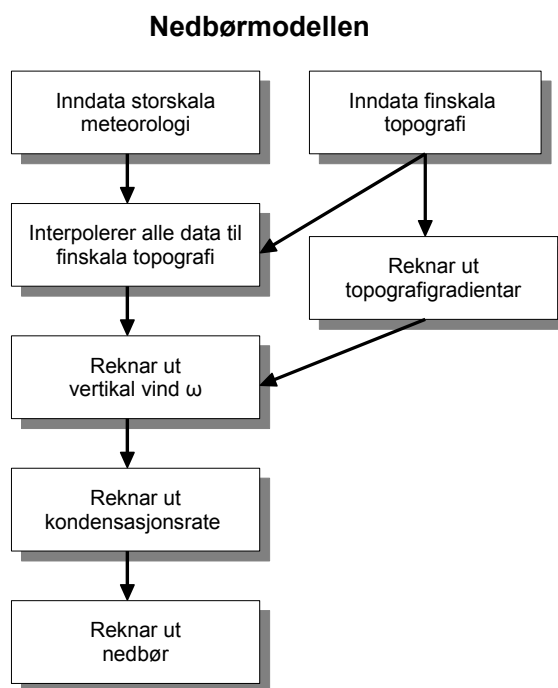 Nedbørmodellen
Inndata storskala
meteorologi
Inndata finskala
topografi
Interpolerer alle data til
finskala topografi
Reknar ut
topografigradientar
Reknar ut
vertikal vind ω
Reknar ut
kondensasjonsrate
Reknar ut
nedbør